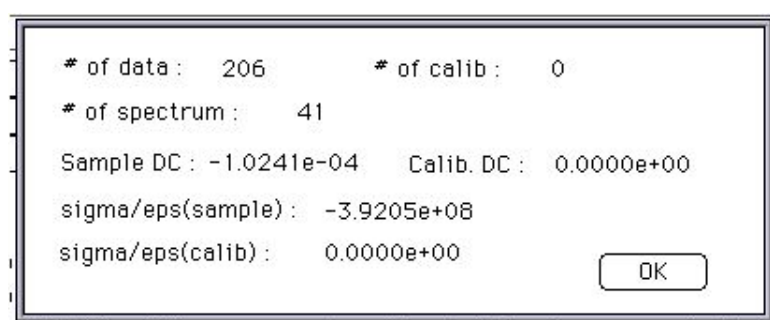 # of data : 206 # of calib : 0
# of spectrum : 41
Sample DC : -1.0241e-04 Calib. DC : 0.0000e+00
sigma/eps(sample) : -3.9205e+08
sigma/eps(calib) : 0.0000e+00
OK